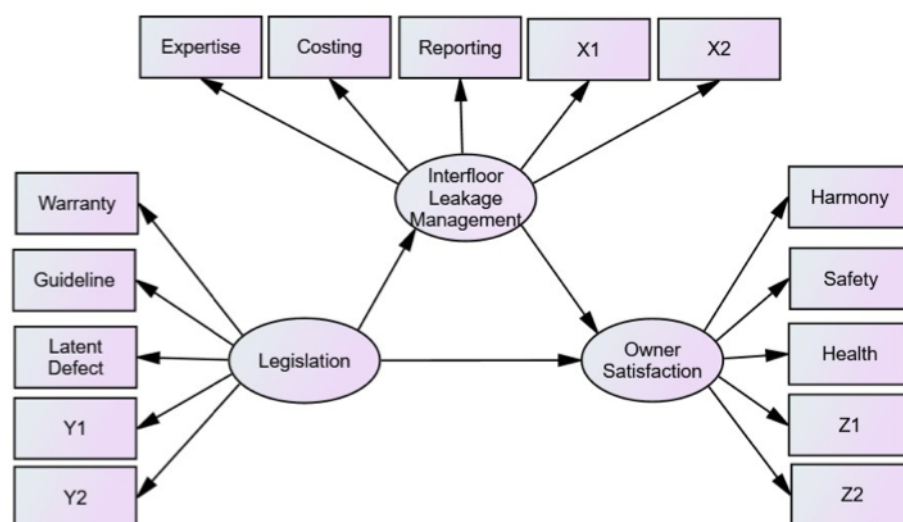 Expertise
Costing
Reporting
X1
X2
Interfloor
Leakage
Management
Warranty
Guideline
Latent
Defect
Y1
Y2
Legislation
Owner
Satisfaction
Harmony
Safety
Health
Z1
Z2